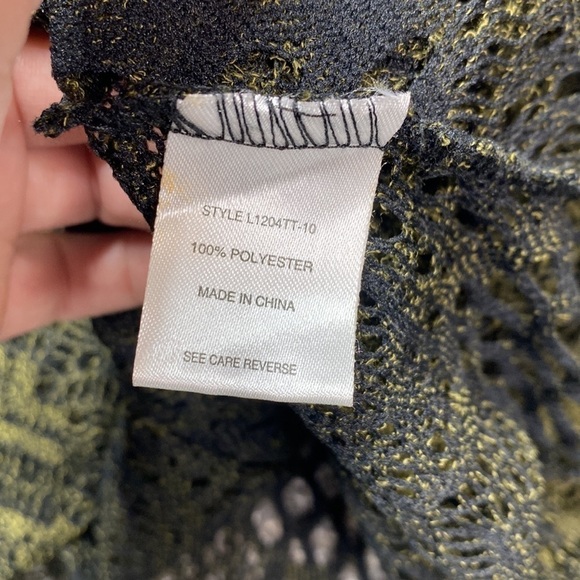 STYLE L1204TT-10
100% POLYESTER
MADE IN CHINA
SEE CARE REVERSE